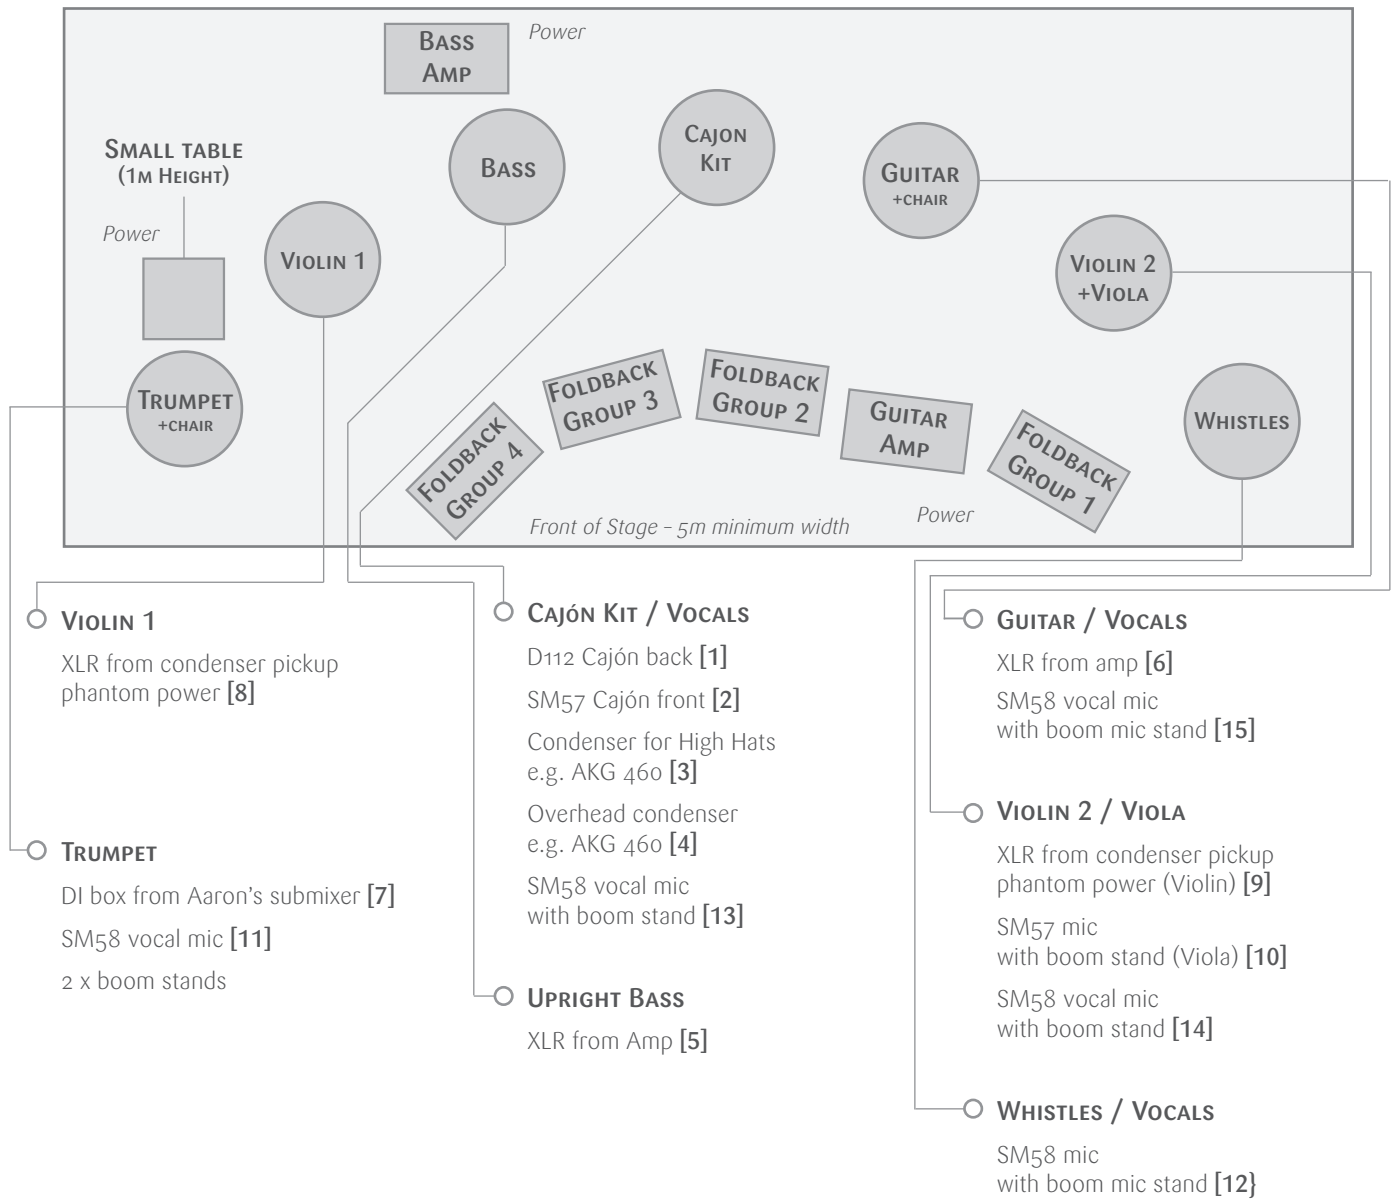 Bass
Amp
Power
Small table
(1m Height)
Power
Violin 1
Bass
Cajon
Kit
Guitar
+chair
Violin 2
+Viola
Trumpet
+chair
Foldback
Group 4
Foldback
Group 3
Foldback
Group 2
Guitar
Amp
Foldback
Group 1
Whistles
Front of Stage – 5m minimum width
Power
Violin 1
XLR from condenser pickup
phantom power [8]
Trumpet
DI box from Aaron’s submixer [7]
SM58 vocal mic [11]
2 x boom stands
Cajón Kit / Vocals
D112 Cajón back [1]
SM57 Cajón front [2]
Condenser for High Hats
e.g. AKG 460 [3]
Overhead condenser
e.g. AKG 460 [4]
SM58 vocal mic
with boom stand [13]
Upright Bass
XLR from Amp [5]
Guitar / Vocals
XLR from amp [6]
SM58 vocal mic
with boom mic stand [15]
Violin 2 / Viola
XLR from condenser pickup
phantom power (Violin) [9]
SM57 mic
with boom stand (Viola) [10]
SM58 vocal mic
with boom stand [14]
Whistles / Vocals
SM58 mic
with boom mic stand [12}